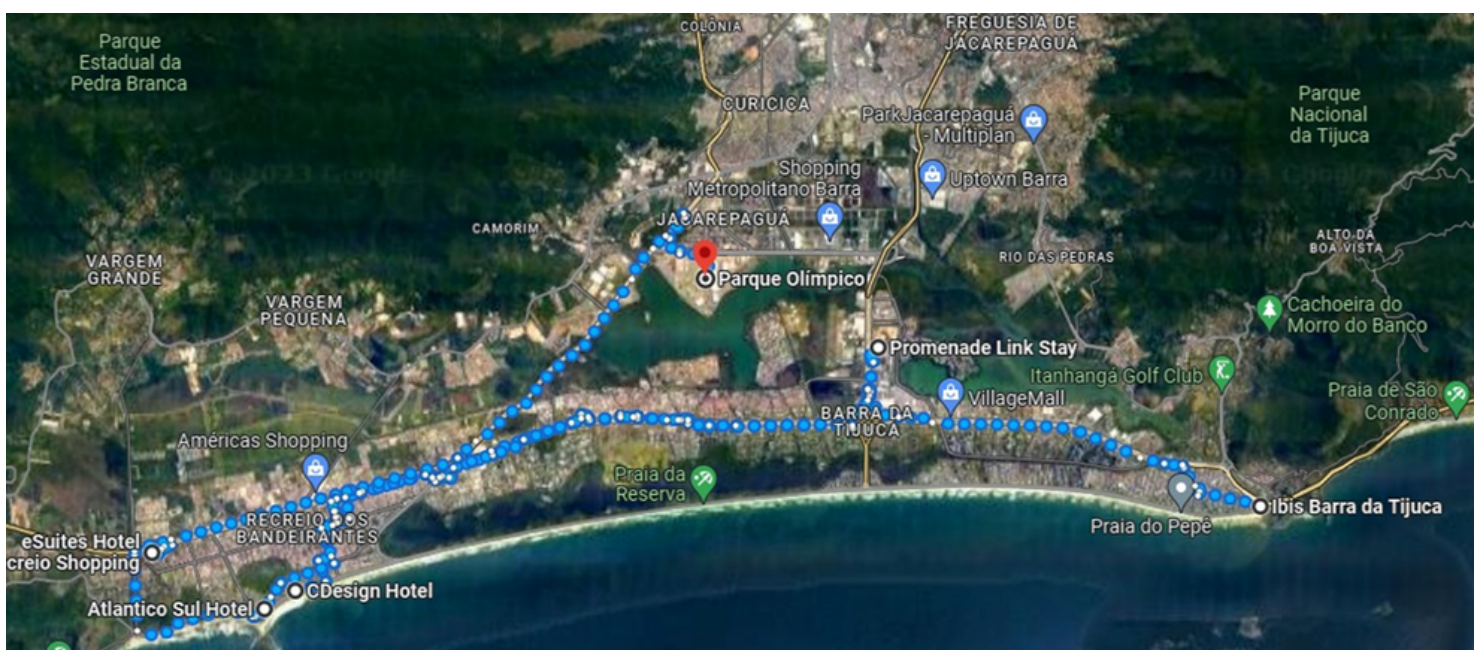 COLÔNIA
FREGUESIA DE
JACAREPAGUÁ
Parque
Estadual da
Pedra Branca
CURICICA
ParkJacarepaguá
- Multiplan
Parque
Nacional
da Tijuca
Shopping
Metropolitano Barra
Uptown Barra
JACAREPAGUÁ
CAMORIM
ALTO DA
BOA VISTA
VARGEM
GRANDE
RIO DAS PEDRAS
Parque Olímpico
VARGEM
PEQUENA
Cachoeira do
Morro do Banco
Promenade Link Stay
Itanhangá Golf Club
VillageMall
Praia de São
Conrado
BARRA DA
TIJUCA
Américas Shopping
Praia da
Reserva
Ibis Barra da Tijuca
RECREIO DOS
BANDEIRANTES
Praia do Pepê
eSuites Hotel
creio Shopping
CDesign Hotel
Atlantico Sul Hotel